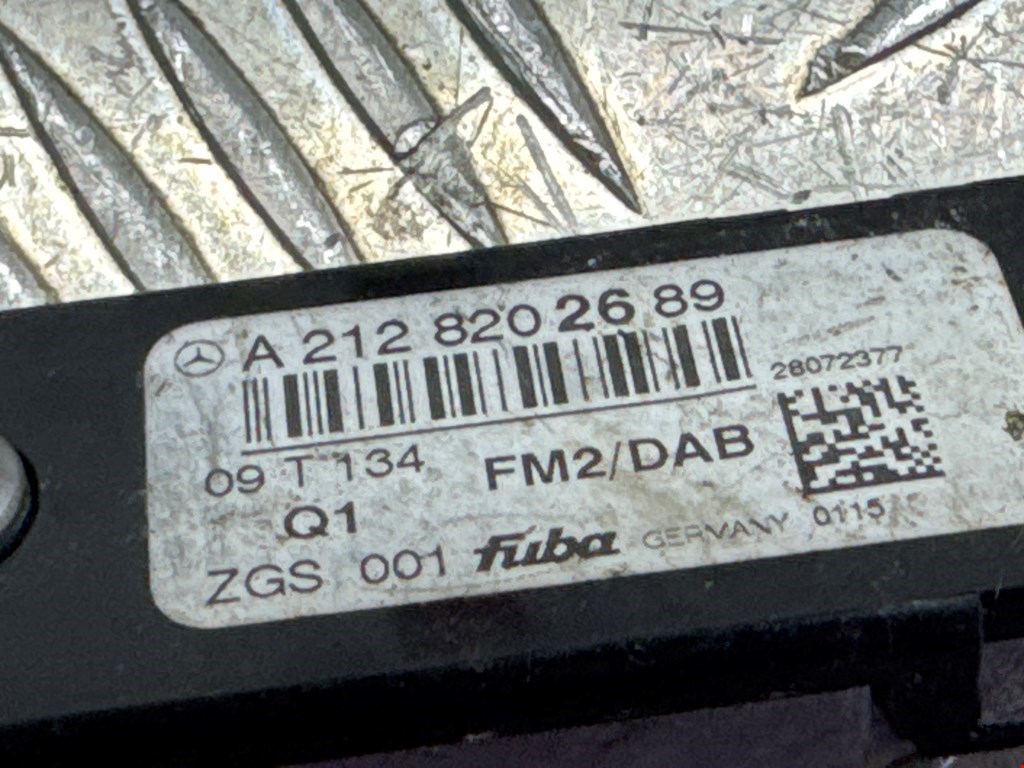 A 212 820 26 89
28072377
09 T 134 FM2/DAB
Q1
0115
ZGS 001 fuba GERMANY